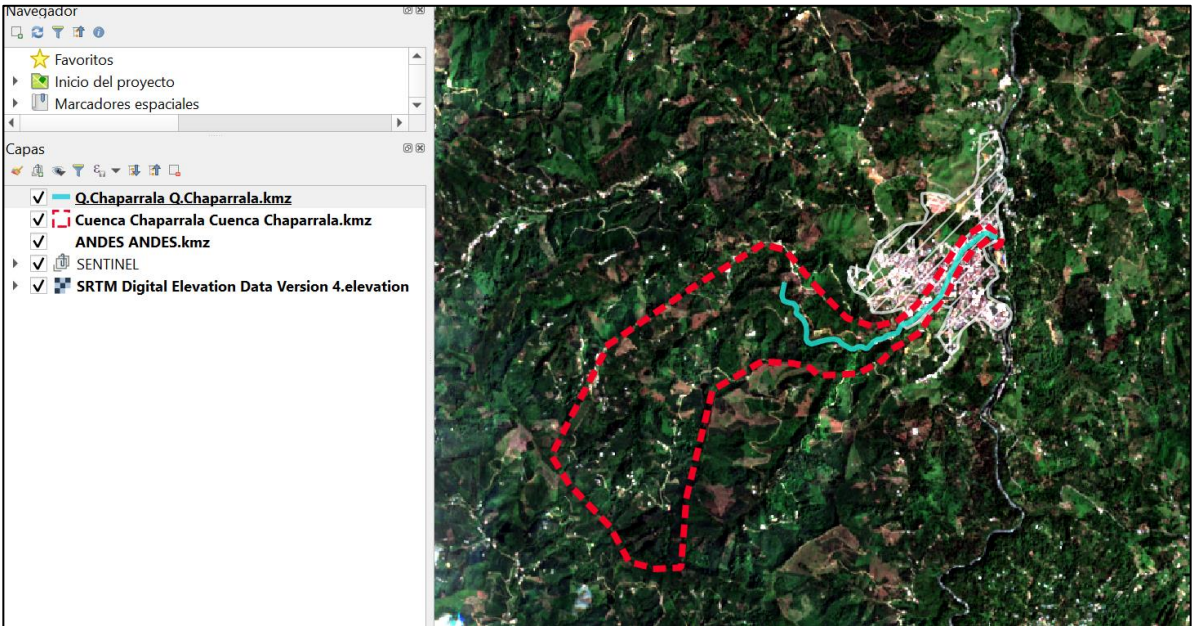 Navegador
Favoritos
Inicio del proyecto
Marcadores espaciales
Capas
Q.Chaparrala Q.Chaparrala.kmz
Cuenca Chaparrala Cuenca Chaparrala.kmz
ANDES ANDES.kmz
SENTINEL
SRTM Digital Elevation Data Version 4.elevation